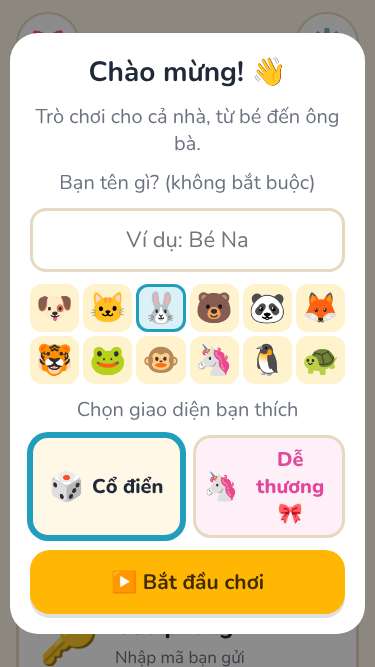 Chào mừng! 👋
Trò chơi cho cả nhà, từ bé đến ông
bà.
Bạn tên gì? (không bắt buộc)
Ví dụ: Bé Na
Chọn giao diện bạn thích
Cổ điển
Dễ
thương
🎀
▶️ Bắt đầu chơi
Nhập mã bạn gửi